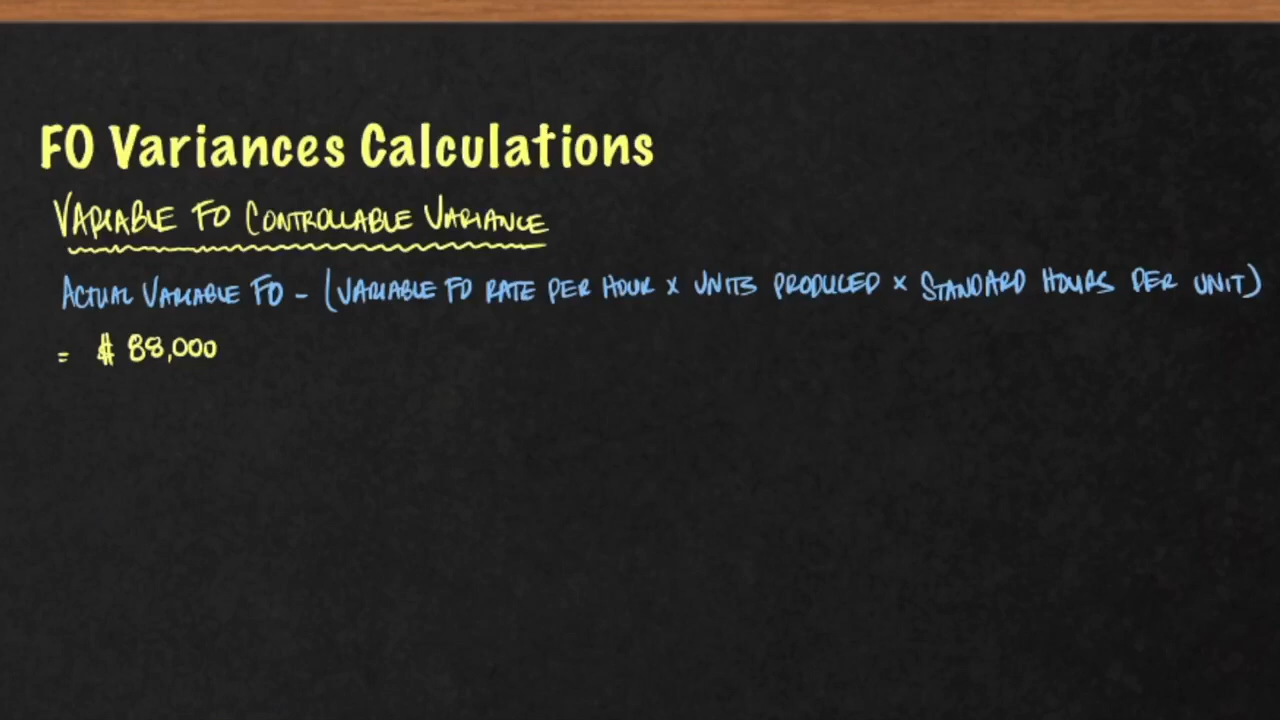 FO Variances Calculations
VARIABLE FO CONTROLLABLE VARIANCE
ACTUAL VARIABLE FO - (VARIABLE FO RATE PER HOUR × UNITS PRODUCED × STANDARD HOURS PER UNIT)
= $ 88,000